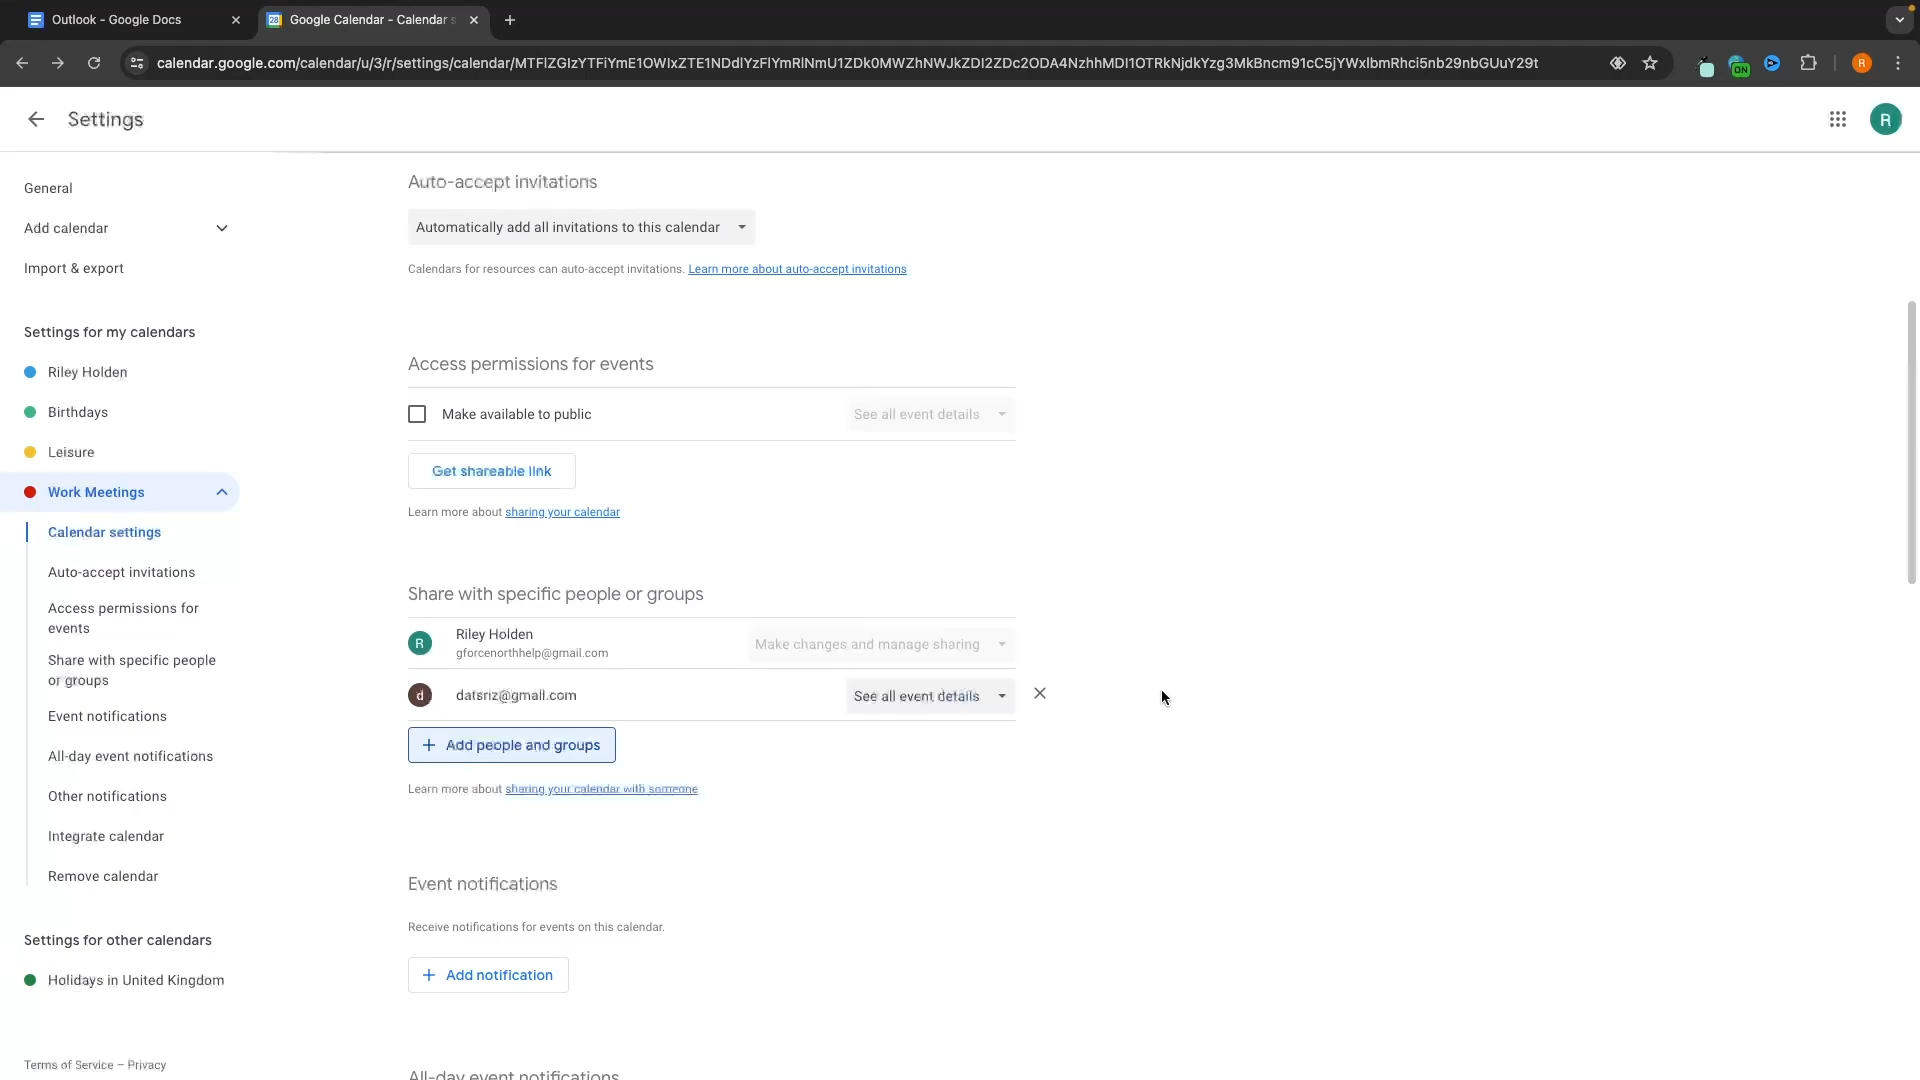 Outlook - Google Docs
Google Calendar - Calendar s
calendar.google.com/calendar/u/3/r/settings/calendar/MTFlZGIzYTFiYmE1OWIxZTE1NDdlYzFlYmRlNmU1ZDk0MWZhNWJkZDI2ZDc2ODA4NzhhMDI1OTRkNjdkYzg3MkBncm91cC5jYWxlbmRhci5nb29nbGUuY29t
ON
R
Settings
R
General
Add calendar
Import & export
Settings for my calendars
Riley Holden
Birthdays
Leisure
Work Meetings
Calendar settings
Auto-accept invitations
Access permissions for
events
Share with specific people
or groups
Event notifications
All-day event notifications
Other notifications
Integrate calendar
Remove calendar
Settings for other calendars
Holidays in United Kingdom
Terms of Service – Privacy
Auto-accept invitations
Automatically add all invitations to this calendar
Calendars for resources can auto-accept invitations. Learn more about auto-accept invitations
Access permissions for events
Make available to public
See all event details
Get shareable link
Learn more about sharing your calendar
Share with specific people or groups
R
Riley Holden
gforcenorthhelp@gmail.com
Make changes and manage sharing
d
datsriz@gmail.com
See all event details
Add people and groups
Learn more about sharing your calendar with someone
Event notifications
Receive notifications for events on this calendar.
Add notification
All-day event notifications